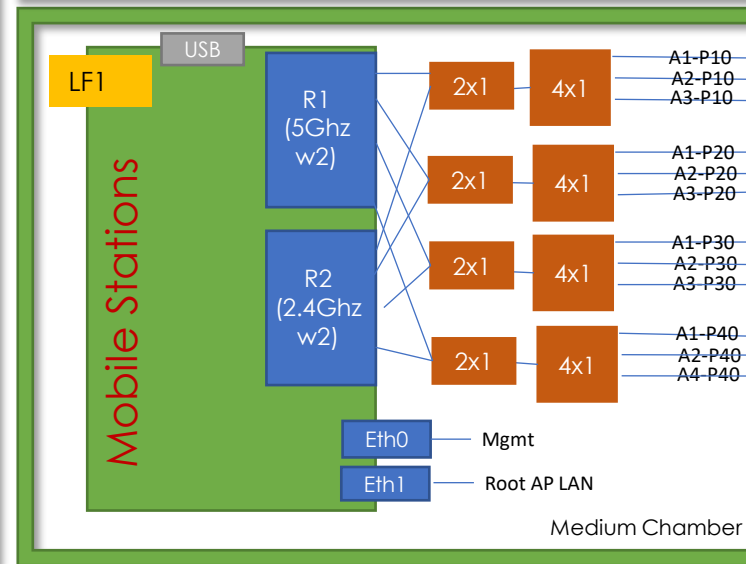 USB
LF1
Mobile Stations
R1
(5Ghz
w2)
R2
(2.4Ghz
w2)
2x1
4x1
A1-P10
A2-P10
A3-P10
2x1
4x1
A1-P20
A2-P20
A3-P20
2x1
4x1
A1-P30
A2-P30
A3-P30
2x1
4x1
A1-P40
A2-P40
A4-P40
Eth0
Mgmt
Eth1
Root AP LAN
Medium Chamber